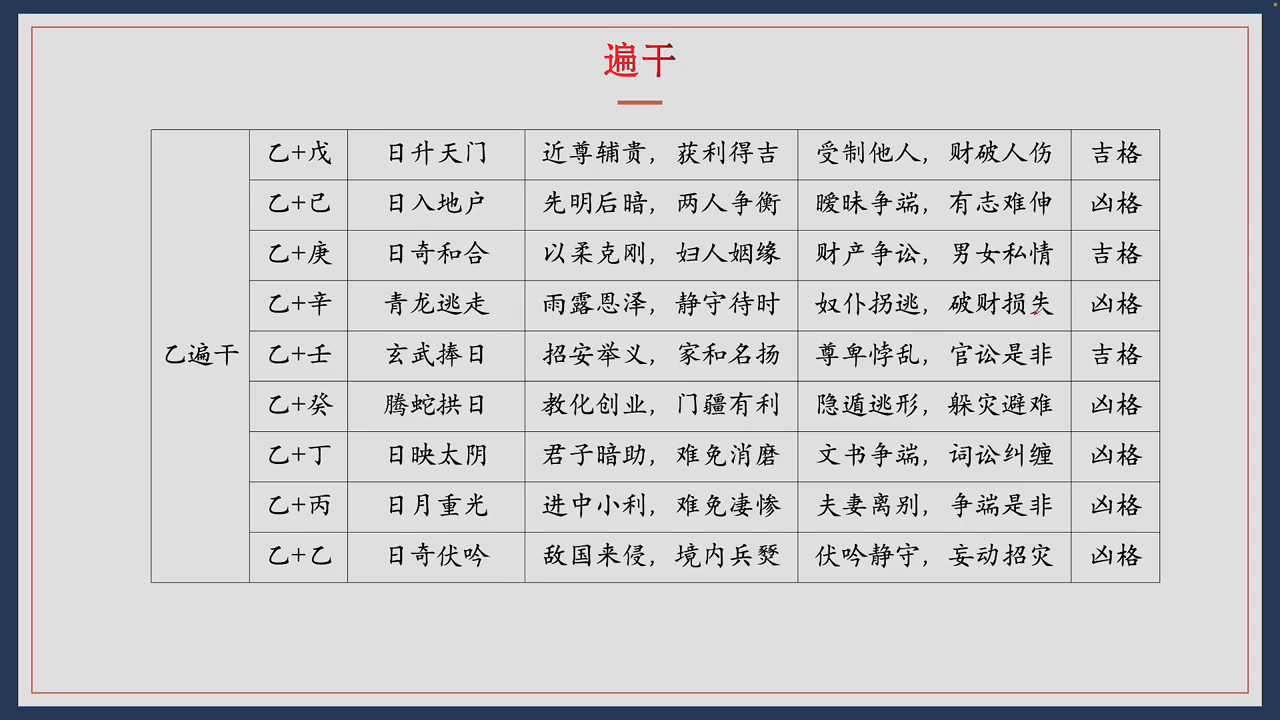 遍干
乙+戊 日升天门 近尊辅贵，获利得吉 受制他人，财破人伤 吉格
乙+己 日入地户 先明后暗，两人争衡 暧昧争端，有志难伸 凶格
乙+庚 日奇和合 以柔克刚，妇人姻缘 财产争讼，男女私情 吉格
乙+辛 青龙逃走 雨露恩泽，静守待时 奴仆拐逃，破财损失 凶格
乙遍干 乙+壬 玄武捧日 招安举义，家和名扬 尊卑悖乱，官讼是非 吉格
乙+癸 腾蛇拱日 教化创业，门疆有利 隐遁逃形，躲灾避难 凶格
乙+丁 日映太阴 君子暗助，难免消磨 文书争端，词讼纠缠 凶格
乙+丙 日月重光 进中小利，难免凄惨 夫妻离别，争端是非 凶格
乙+乙 日奇伏吟 敌国来侵，境内兵燹 伏吟静守，妄动招灾 凶格